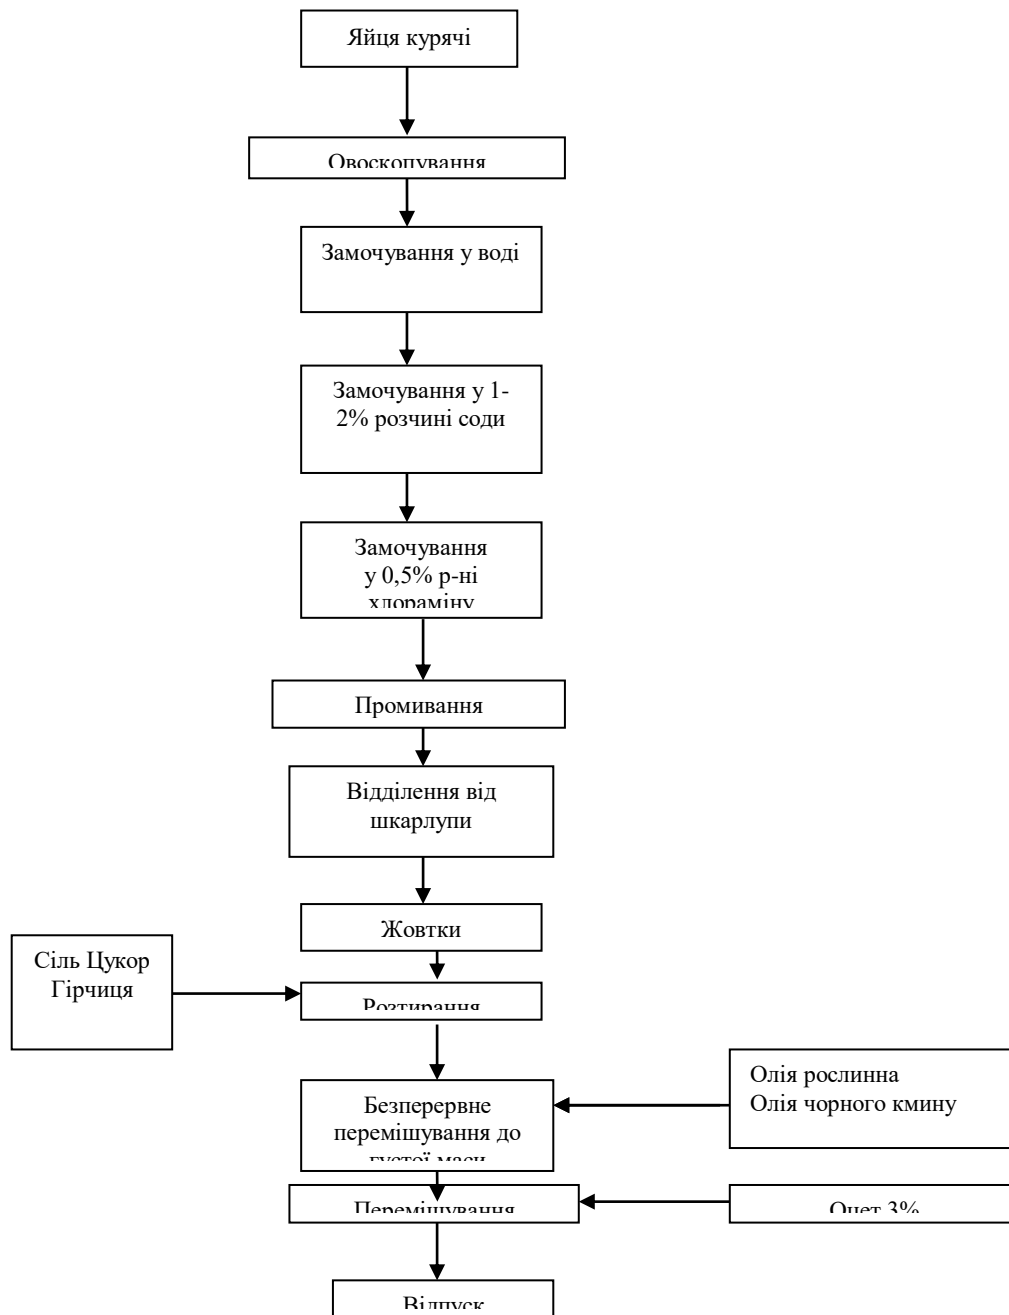 Яйця курячі
Овоскопування
Замочування у воді
Замочування у 1-
2% розчині соди
Замочування
у 0,5% р-ні
хлораміну
Промивання
Відділення від
шкарлупи
Жовтки
Сіль Цукор
Гірчиця
Розтирання
Олія рослинна
Олія чорного кмину
Безперервне
перемішування до
густої маси
Перемішування
Оцет 3%
Відпуск